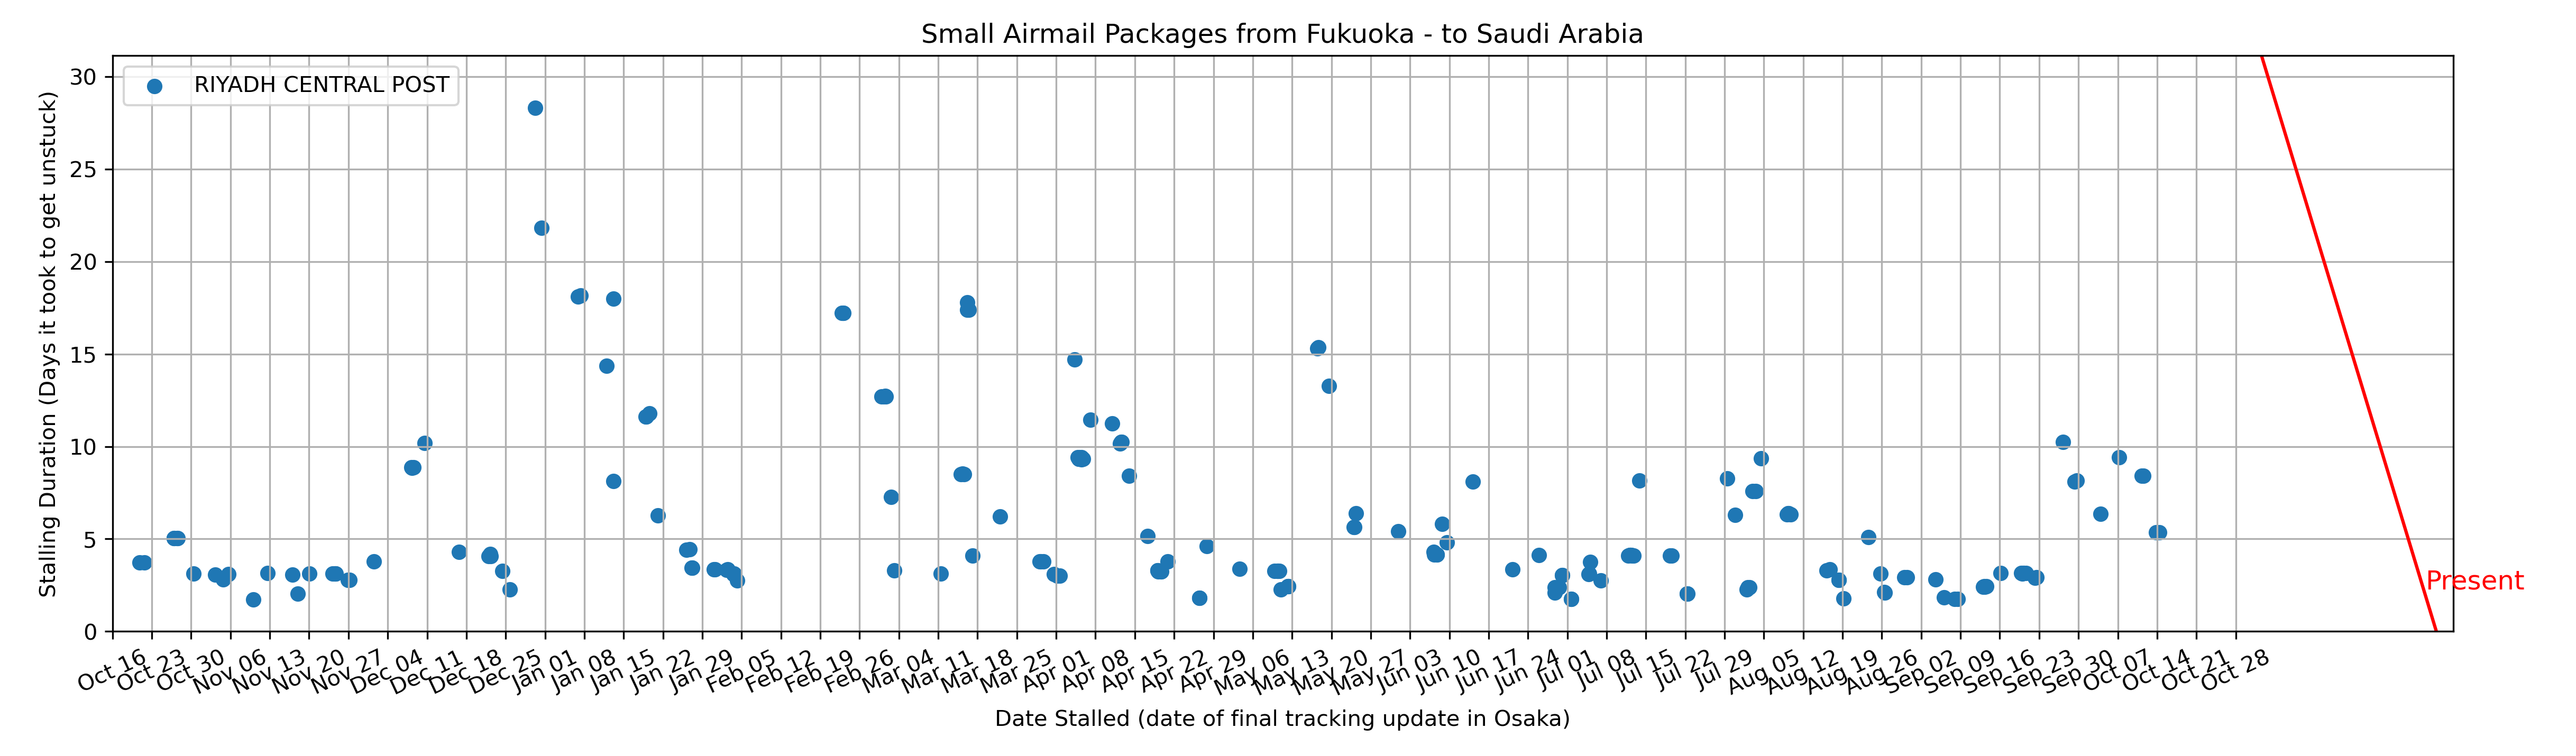 Small Airmail Packages from Fukuoka - to Saudi Arabia
RIYADH CENTRAL POST
Stalling Duration (Days it took to get unstuck)
30
25
20
15
10
5
0
Present
Oct 16
Oct 23
Oct 30
Nov 06
Nov 13
Nov 20
Nov 27
Dec 04
Dec 11
Dec 18
Dec 25
Jan 01
Jan 08
Jan 15
Jan 22
Jan 29
Feb 05
Feb 12
Feb 19
Feb 26
Mar 04
Mar 11
Mar 18
Mar 25
Apr 01
Apr 08
Apr 15
Apr 22
Apr 29
May 06
May 13
May 20
May 27
Jun 03
Jun 10
Jun 17
Jun 24
Jul 01
Jul 08
Jul 15
Jul 22
Jul 29
Aug 05
Aug 12
Aug 19
Aug 26
Sep 02
Sep 09
Sep 16
Sep 23
Sep 30
Oct 07
Oct 14
Oct 21
Oct 28
Date Stalled (date of final tracking update in Osaka)